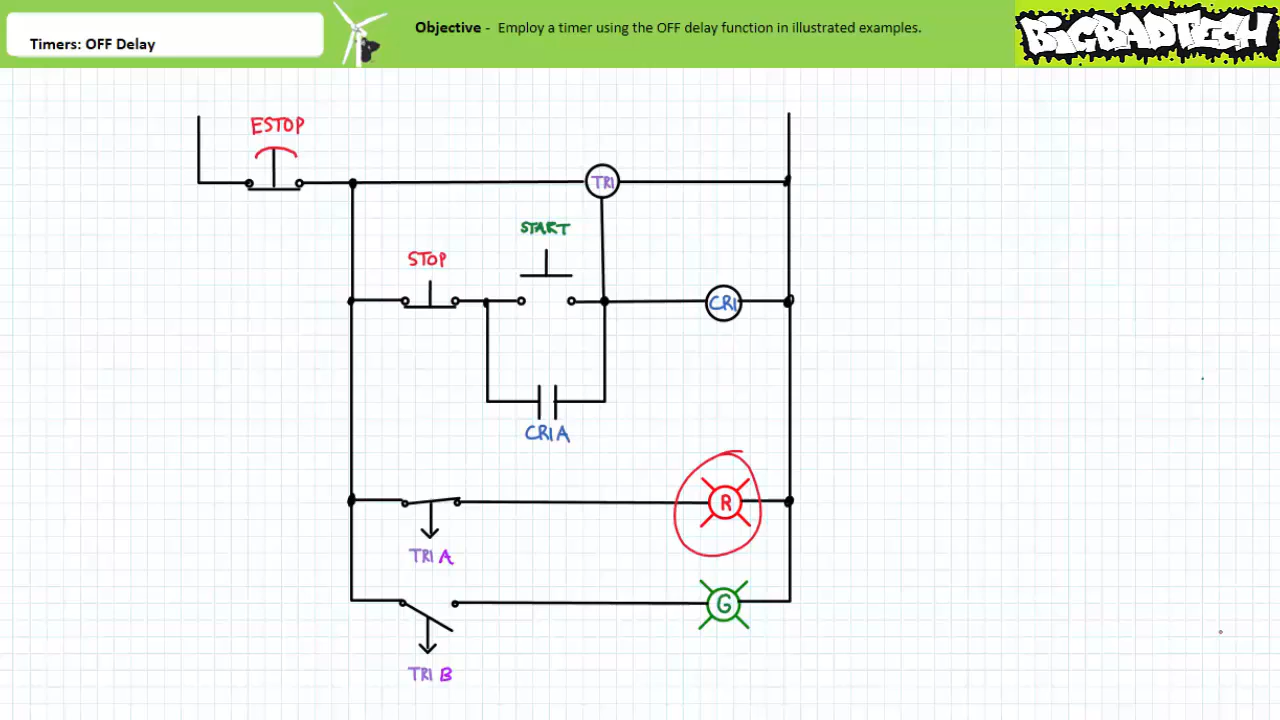 Timers: OFF Delay
Objective - Employ a timer using the OFF delay function in illustrated examples.
BIGBADTECH
ESTOP
TR1
START
STOP
CR1
CR1 A
R
TR1 A
G
TR1 B